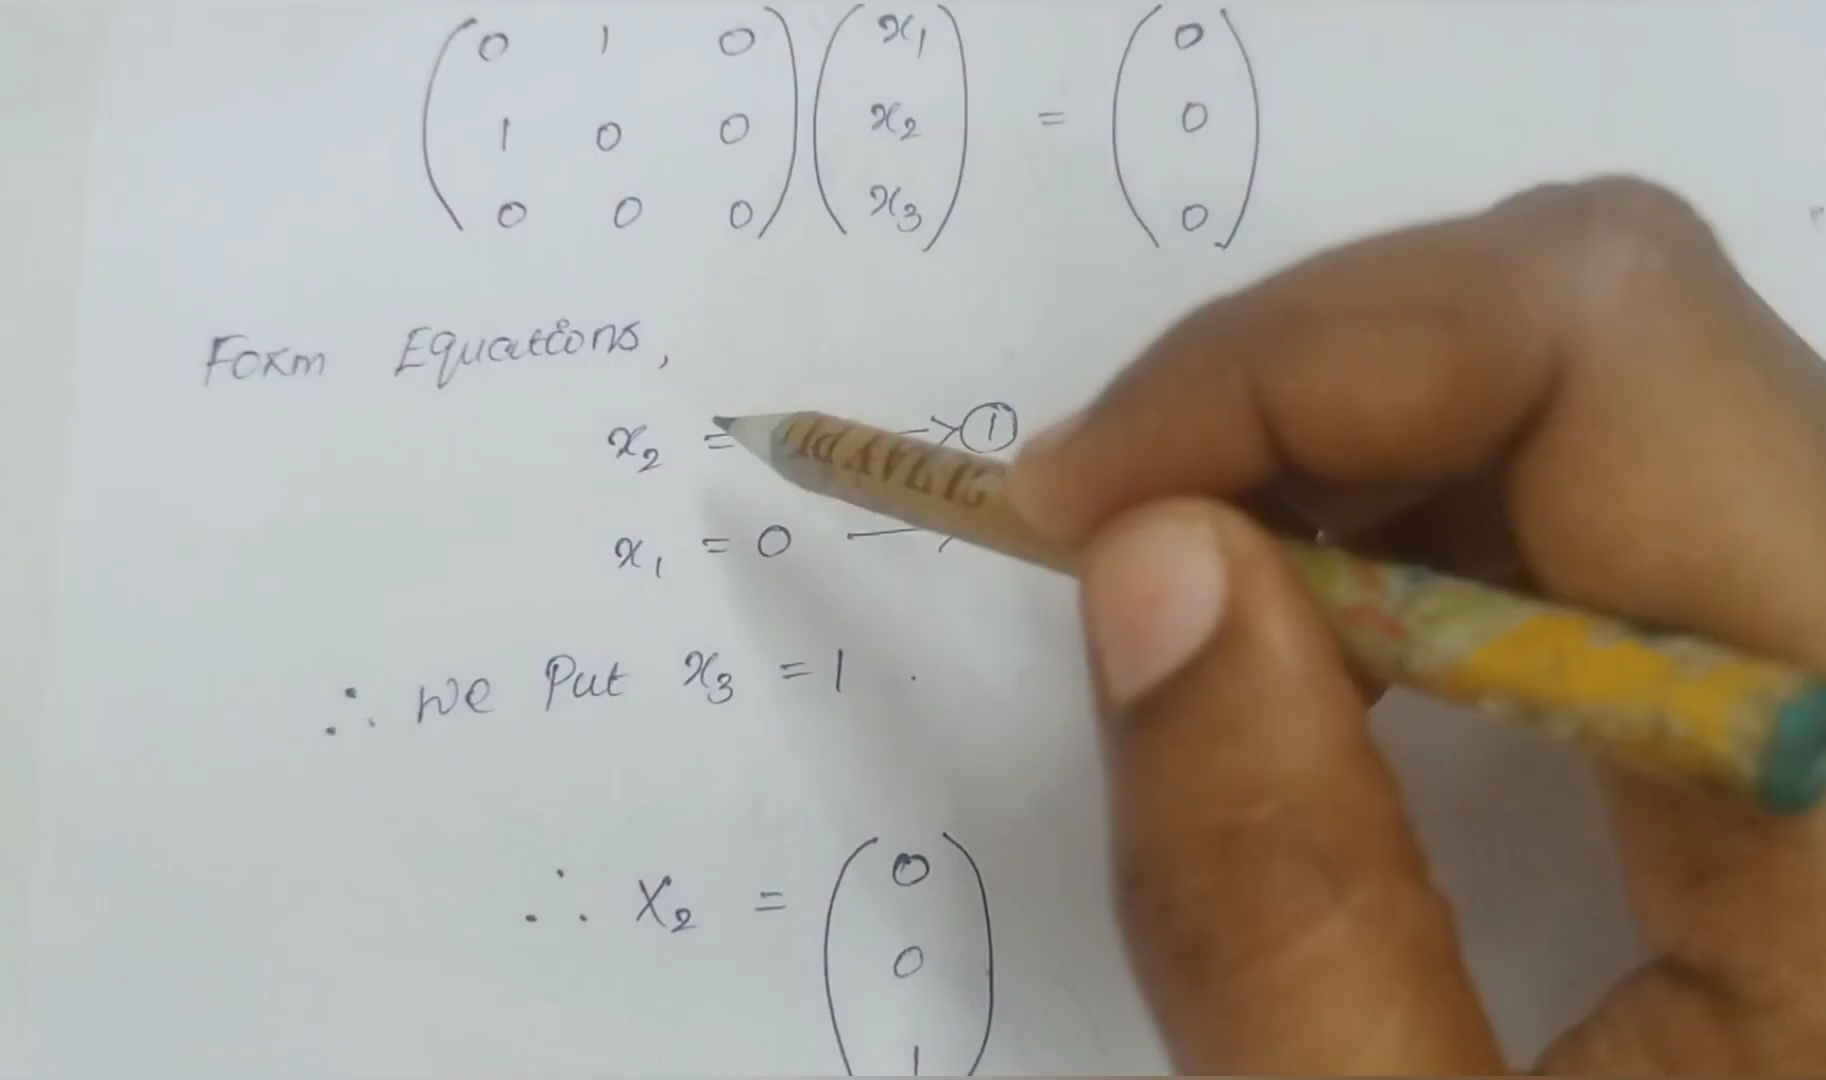 0 1 0 x1 0
1 0 0 x2 = 0
0 0 0 x3 0
Form Equations,
x2 = → ①
x1 = 0 →
∴ we Put x3 = 1 .
∴ X2 = 0
0
1